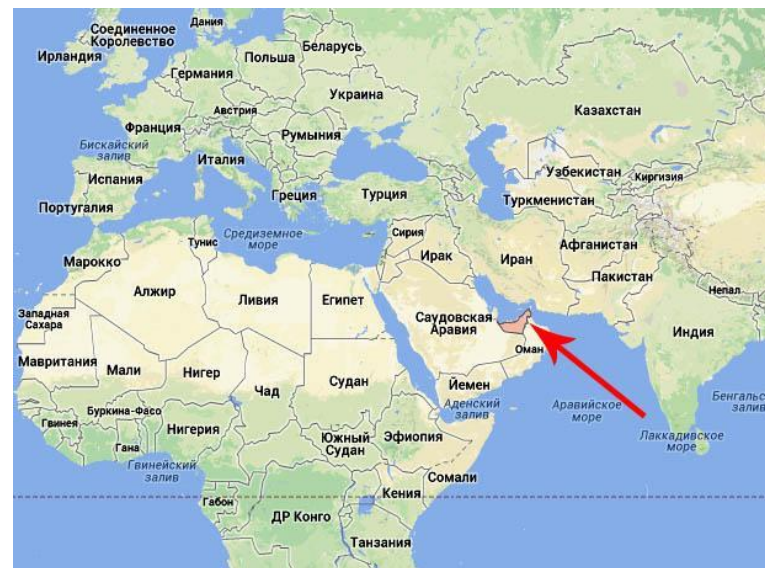 Дания
Соединенное
Королевство
Ирландия
Беларусь
Польша
Германия
Украина
Австрия
Казахстан
Франция
Румыния
Бискайский
залив
Италия
Узбекистан
Киргизия
Испания
Греция
Турция
Туркменистан
Португалия
Средиземное
море
Тунис
Сирия
Афганистан
Марокко
Ирак
Иран
Пакистан
Непал
Алжир
Ливия
Египет
Западная
Сахара
Саудовская
Аравия
Индия
Оман
Мавритания
Мали
Нигер
Чад
Судан
Йемен
Аденский
залив
Аравийское
море
Бенгальс
залив
Буркина-Фасо
Гвинея
Нигерия
Гана
Южный
Судан
Эфиопия
Лаккадивское
море
Гвинейский
залив
Сомали
Габон
Кения
ДР Конго
Танзания